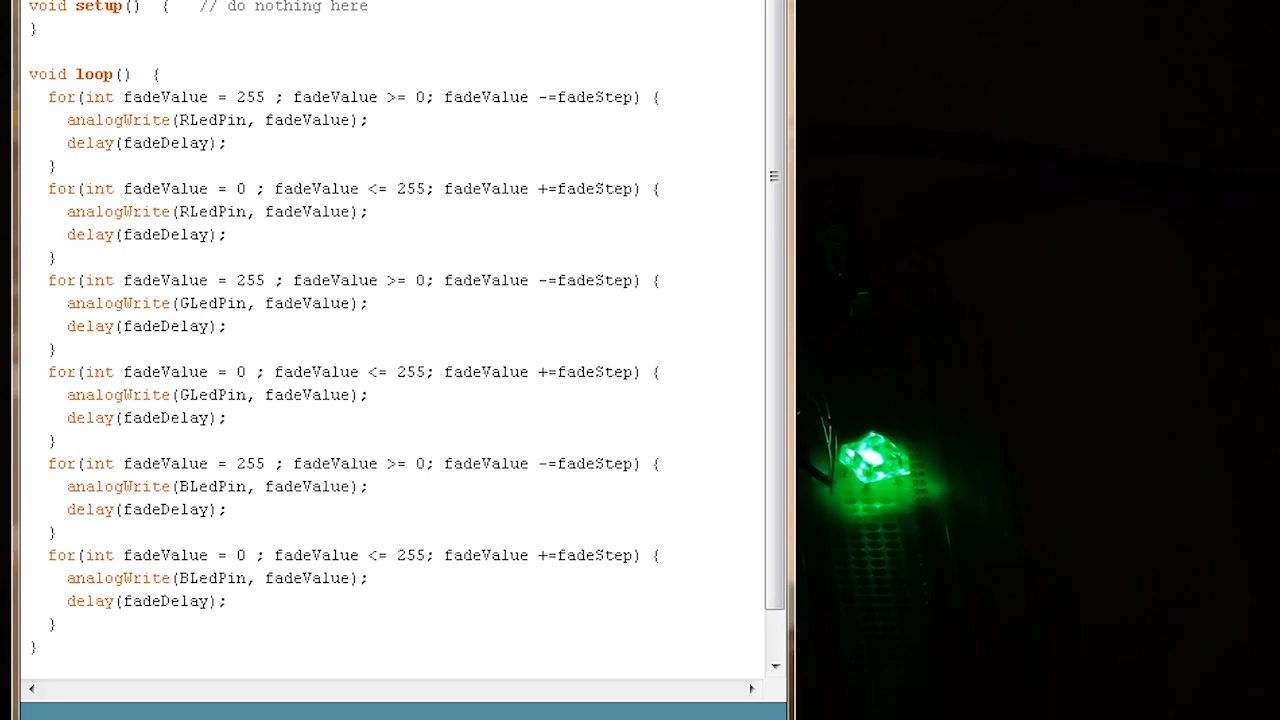 void setup()  {   // do nothing here
}
void loop()  {
  for(int fadeValue = 255 ; fadeValue >= 0; fadeValue -=fadeStep) {
    analogWrite(RLedPin, fadeValue);
    delay(fadeDelay);
  }
  for(int fadeValue = 0 ; fadeValue <= 255; fadeValue +=fadeStep) {
    analogWrite(RLedPin, fadeValue);
    delay(fadeDelay);
  }
  for(int fadeValue = 255 ; fadeValue >= 0; fadeValue -=fadeStep) {
    analogWrite(GLedPin, fadeValue);
    delay(fadeDelay);
  }
  for(int fadeValue = 0 ; fadeValue <= 255; fadeValue +=fadeStep) {
    analogWrite(GLedPin, fadeValue);
    delay(fadeDelay);
  }
  for(int fadeValue = 255 ; fadeValue >= 0; fadeValue -=fadeStep) {
    analogWrite(BLedPin, fadeValue);
    delay(fadeDelay);
  }
  for(int fadeValue = 0 ; fadeValue <= 255; fadeValue +=fadeStep) {
    analogWrite(BLedPin, fadeValue);
    delay(fadeDelay);
  }
}